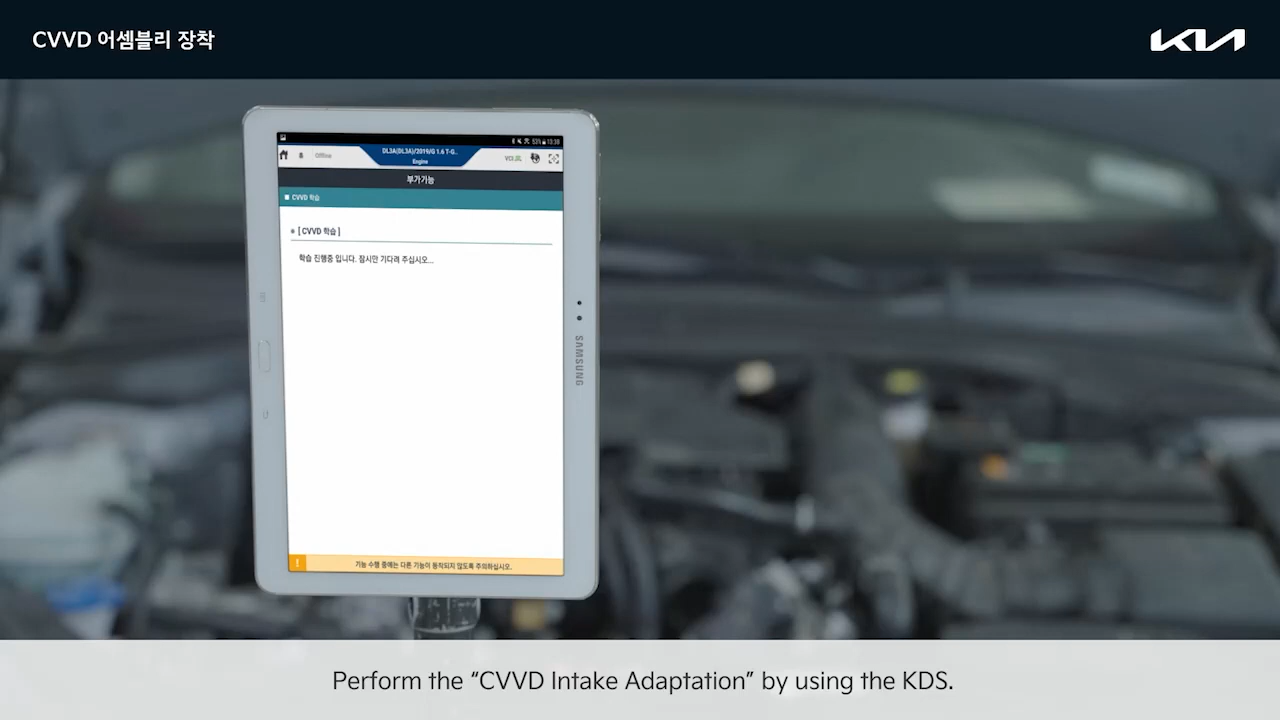 CVVD 어셈블리 장착
KIA
53% 13:38
Offline
DL3A(DL3A)/2019/G 1.6 T-G..
Engine
VCI
부가기능
CVVD 학습
[ CVVD 학습 ]
학습 진행중 입니다. 잠시만 기다려 주십시오...
SAMSUNG
! 기능 수행 중에는 다른 기능이 동작되지 않도록 주의하십시오.
Perform the “CVVD Intake Adaptation” by using the KDS.